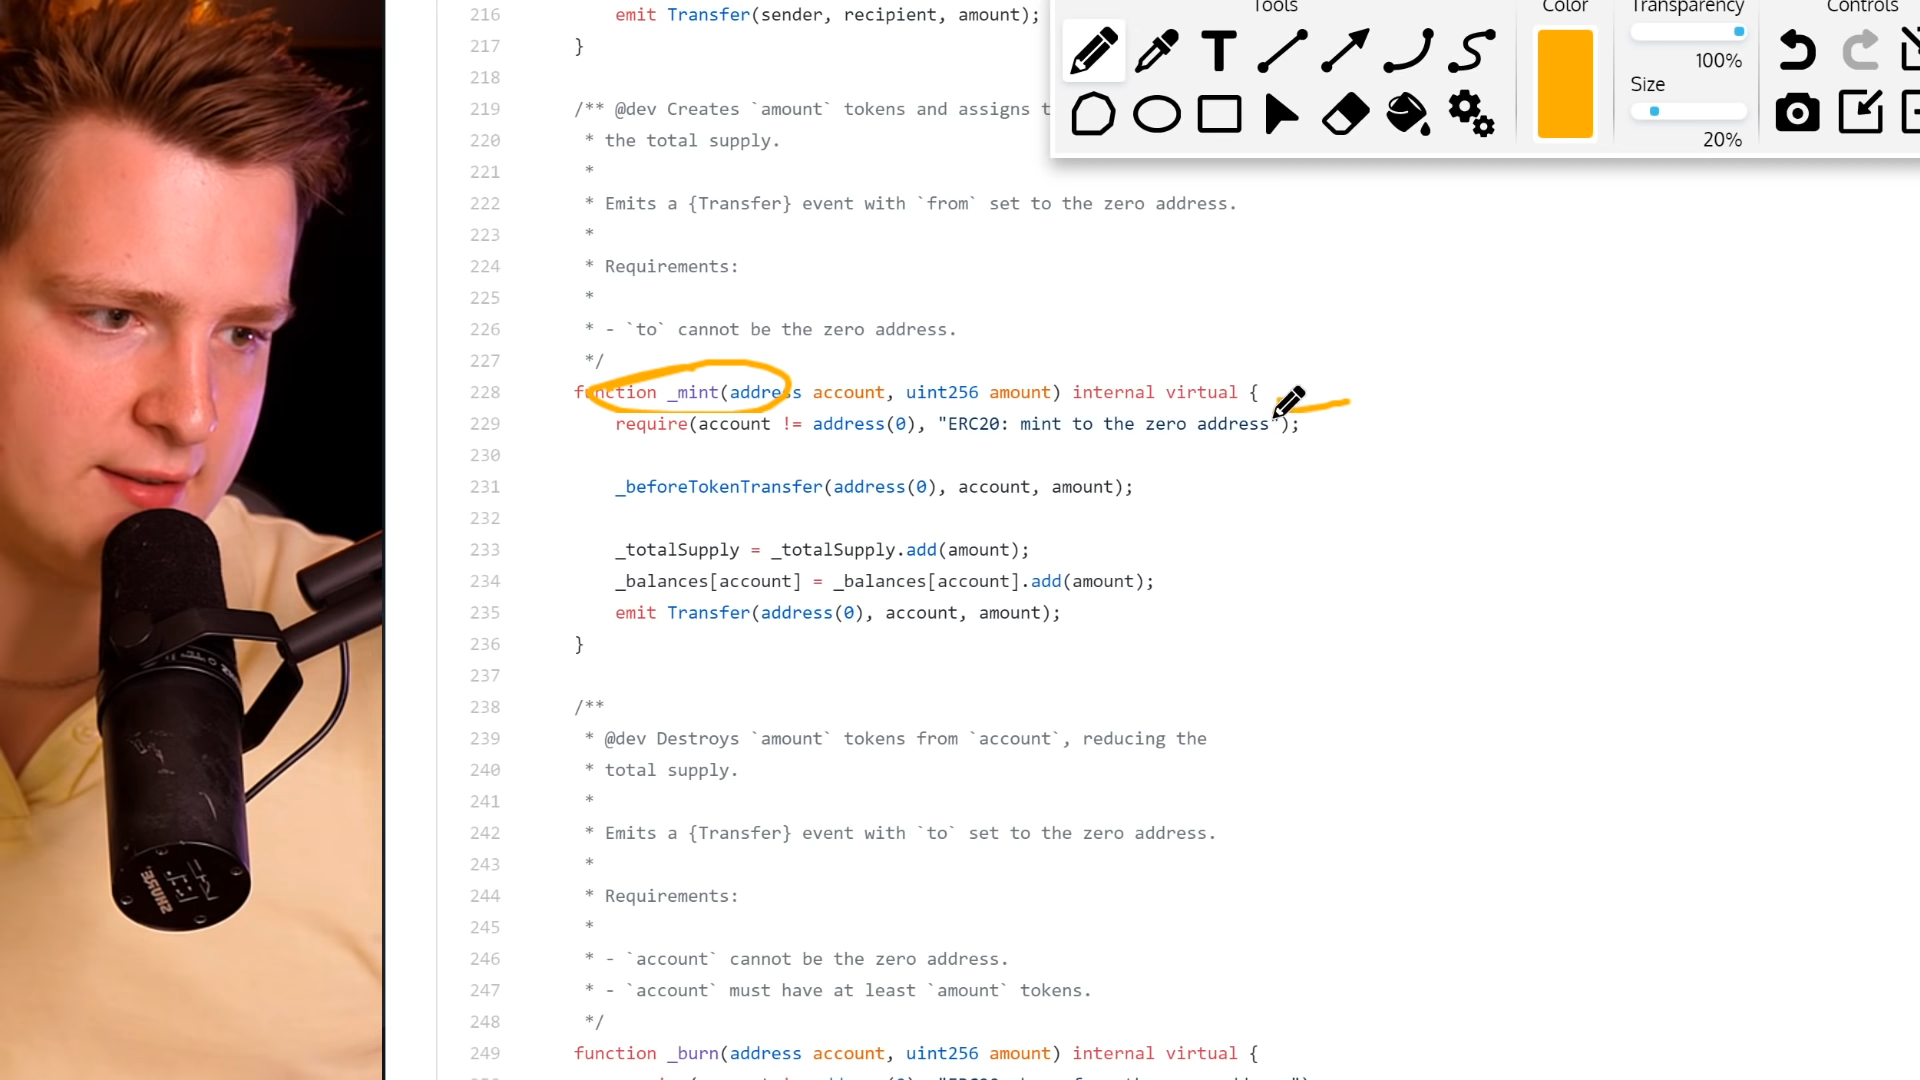 Tools
Color
Transparency
Controls
100%
Size
20%
216 emit Transfer(sender, recipient, amount);
217 }
218
219 /** @dev Creates `amount` tokens and assigns t
220 * the total supply.
221 *
222 * Emits a {Transfer} event with `from` set to the zero address.
223 *
224 * Requirements:
225 *
226 * - `to` cannot be the zero address.
227 */
228 function _mint(address account, uint256 amount) internal virtual {
229 require(account != address(0), "ERC20: mint to the zero address");
230
231 _beforeTokenTransfer(address(0), account, amount);
232
233 _totalSupply = _totalSupply.add(amount);
234 _balances[account] = _balances[account].add(amount);
235 emit Transfer(address(0), account, amount);
236 }
237
238 /**
239 * @dev Destroys `amount` tokens from `account`, reducing the
240 * total supply.
241 *
242 * Emits a {Transfer} event with `to` set to the zero address.
243 *
244 * Requirements:
245 *
246 * - `account` cannot be the zero address.
247 * - `account` must have at least `amount` tokens.
248 */
249 function _burn(address account, uint256 amount) internal virtual {
SHURE